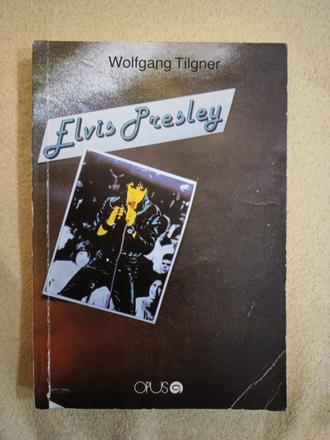 Wolfgang Tilgner
Elvis Presley
OPUS